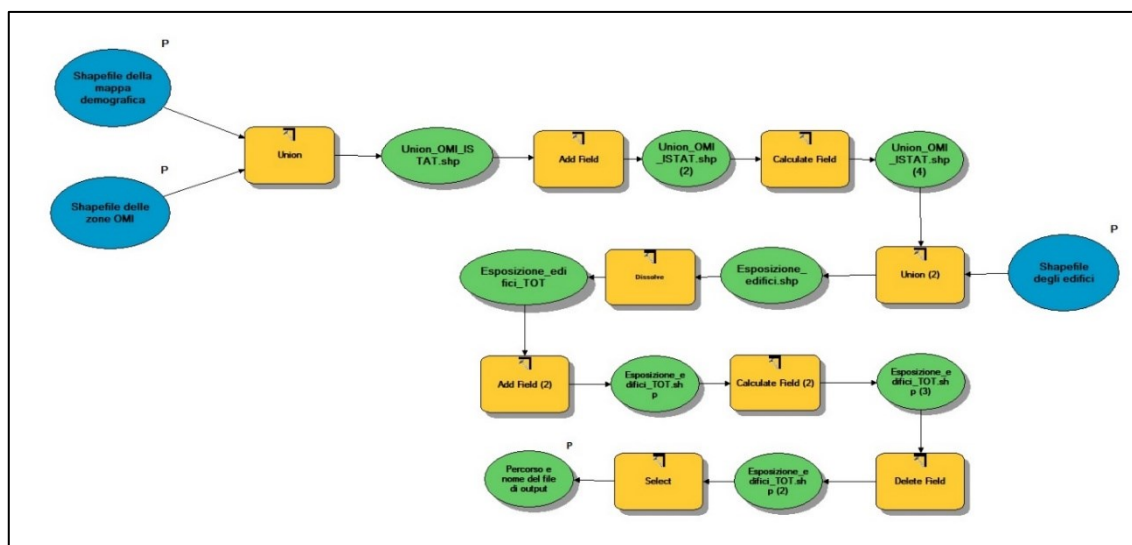 P
Shapefile della
mappa
demografica
P
Shapefile delle
zone OMI
Union
Union_OMI_IS
TAT.shp
Add Field
Union_OMI
_ISTAT.shp
(2)
Calculate Field
Union_OMI
_ISTAT.shp
(4)
P
Shapefile
degli edifici
Union (2)
Esposizione_
edifici.shp
Dissolve
Esposizione_edi
fici_TOT
Add Field (2)
Esposizione_e
difici_TOT.sh
p
Calculate Field (2)
Esposizione_e
difici_TOT.sh
p (3)
Delete Field
Esposizione_e
difici_TOT.sh
p (2)
Select
P
Percorso e
nome del file
di output